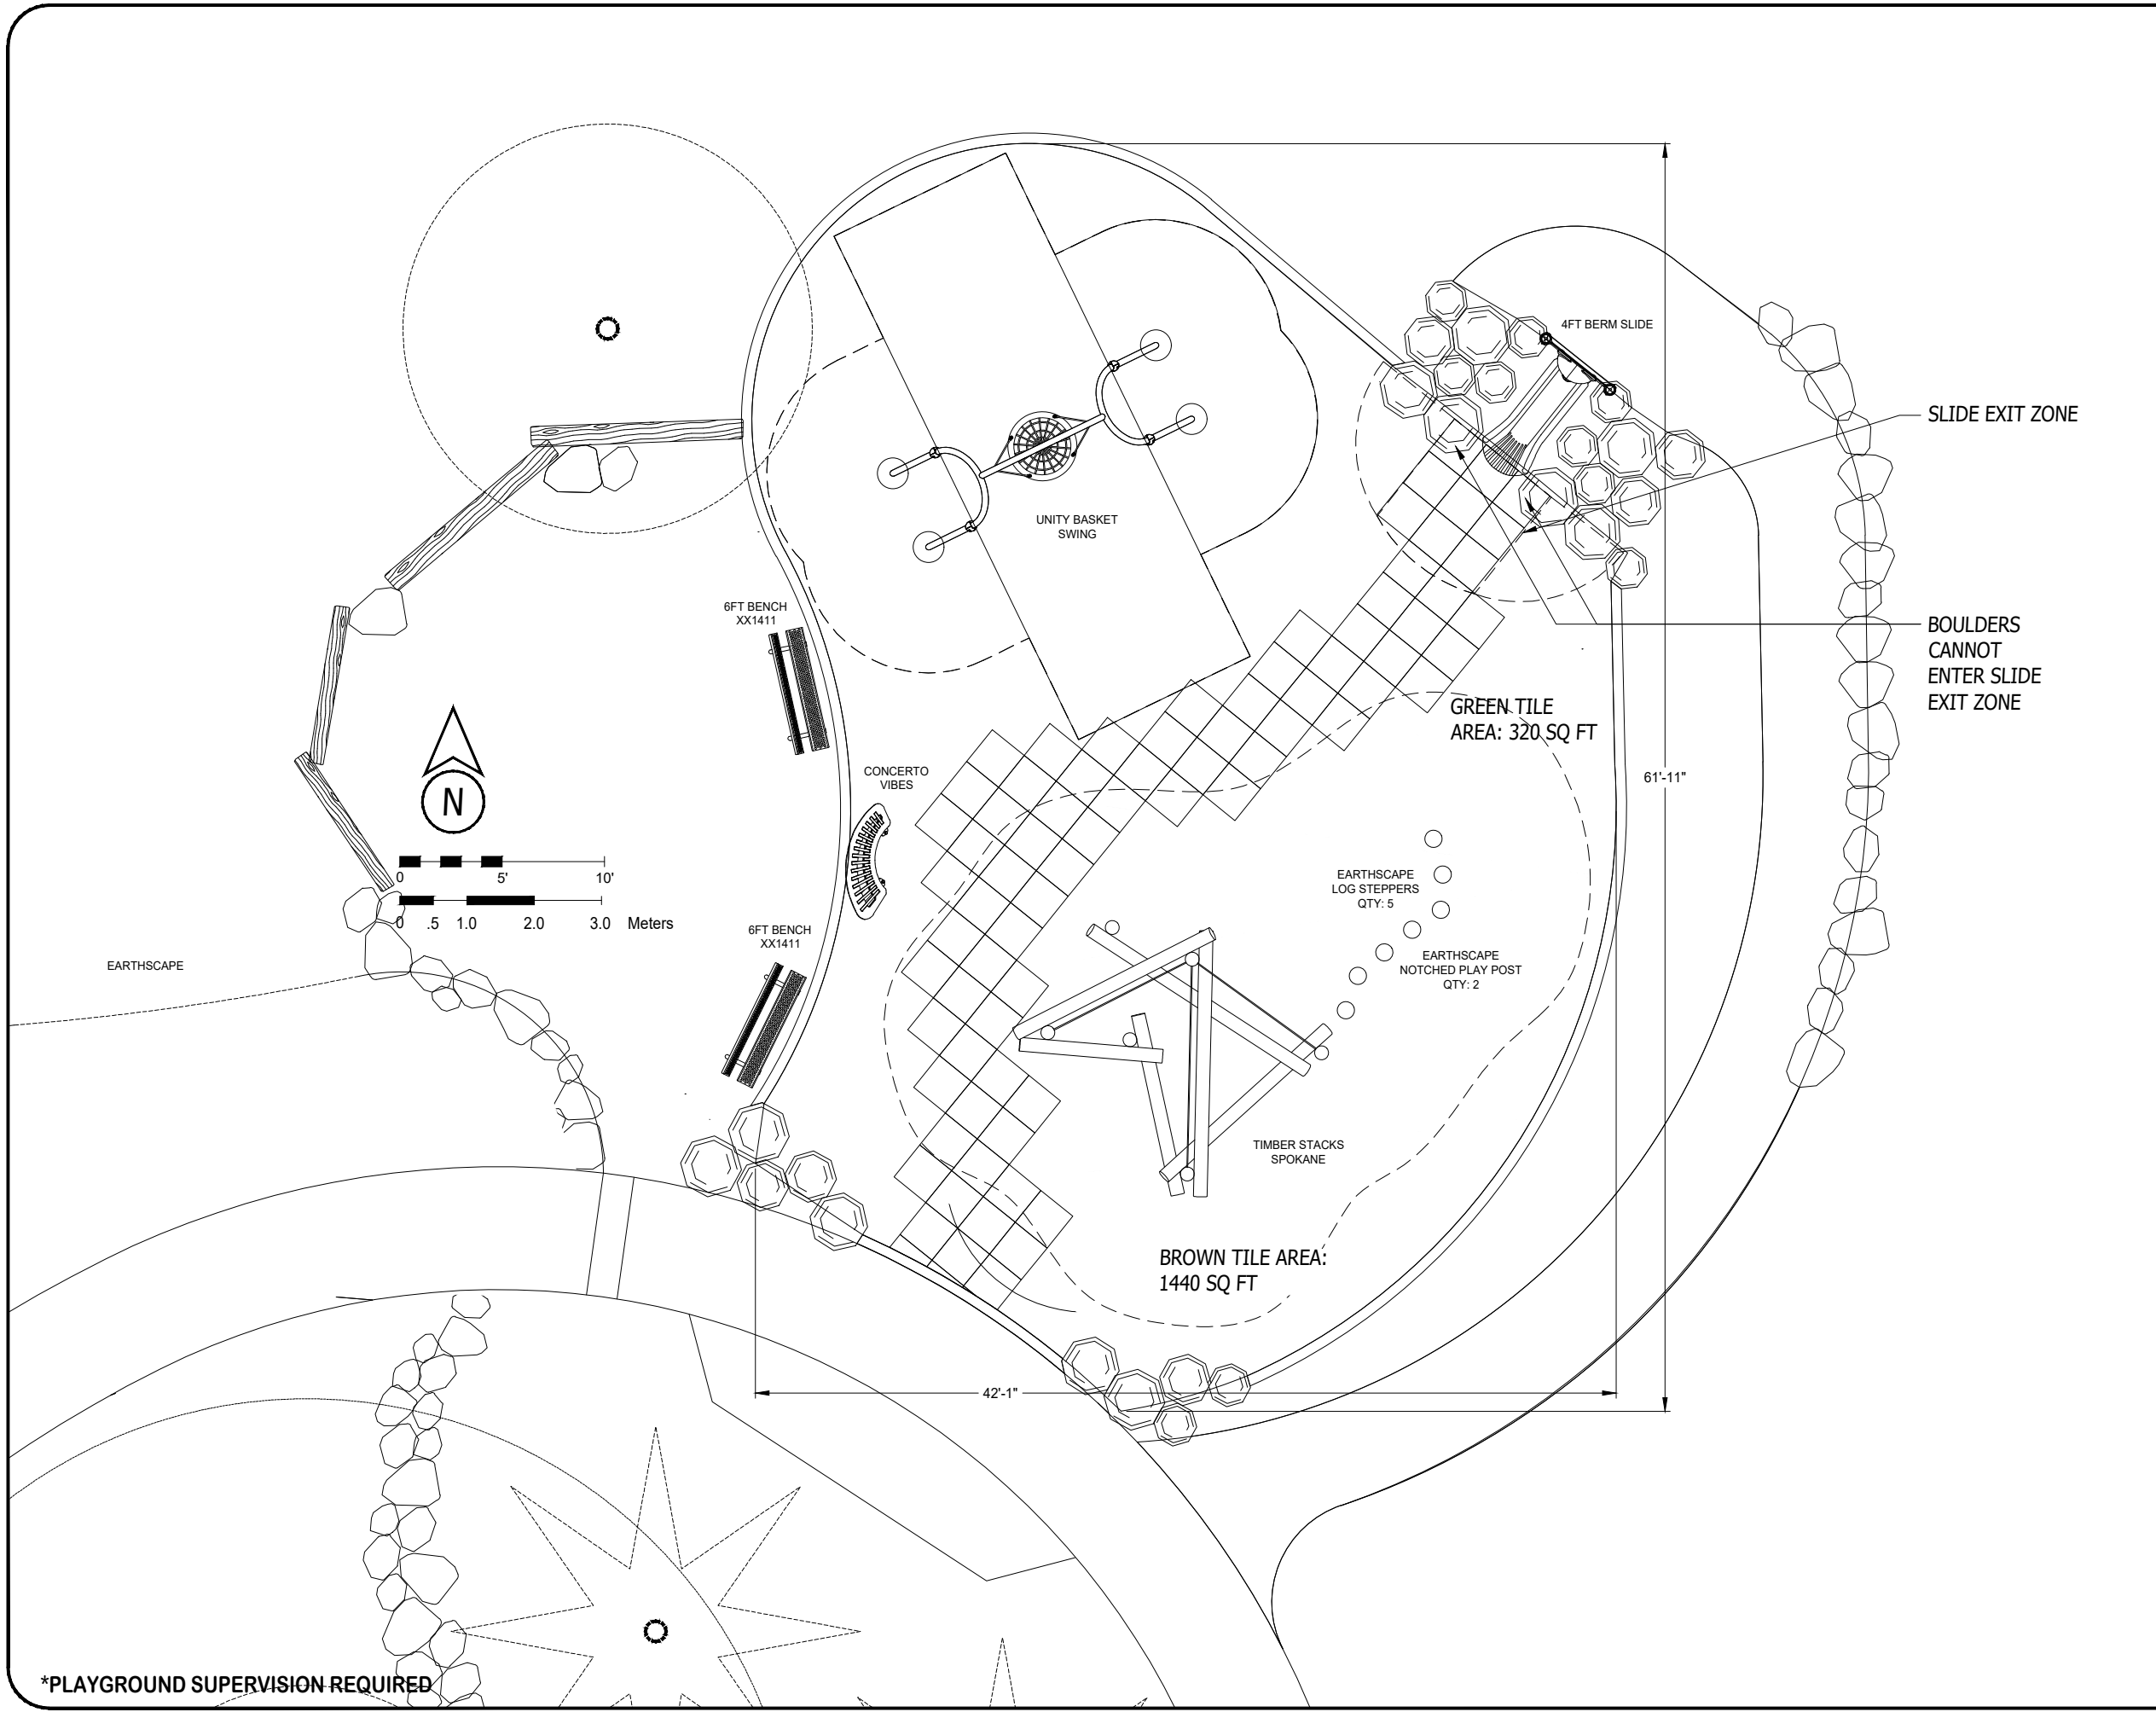 4FT BERM SLIDE
SLIDE EXIT ZONE
UNITY BASKET
SWING
6FT BENCH
XX1411
BOULDERS
CANNOT
ENTER SLIDE
EXIT ZONE
GREEN TILE
AREA: 320 SQ FT
CONCERTO
VIBES
61'-11"
N
0 5' 10'
0 .5 1.0 2.0 3.0 Meters
EARTHSCAPE
LOG STEPPERS
QTY: 5
6FT BENCH
XX1411
EARTHSCAPE
NOTCHED PLAY POST
QTY: 2
EARTHSCAPE
TIMBER STACKS
SPOKANE
BROWN TILE AREA:
1440 SQ FT
42'-1"
*PLAYGROUND SUPERVISION REQUIRED